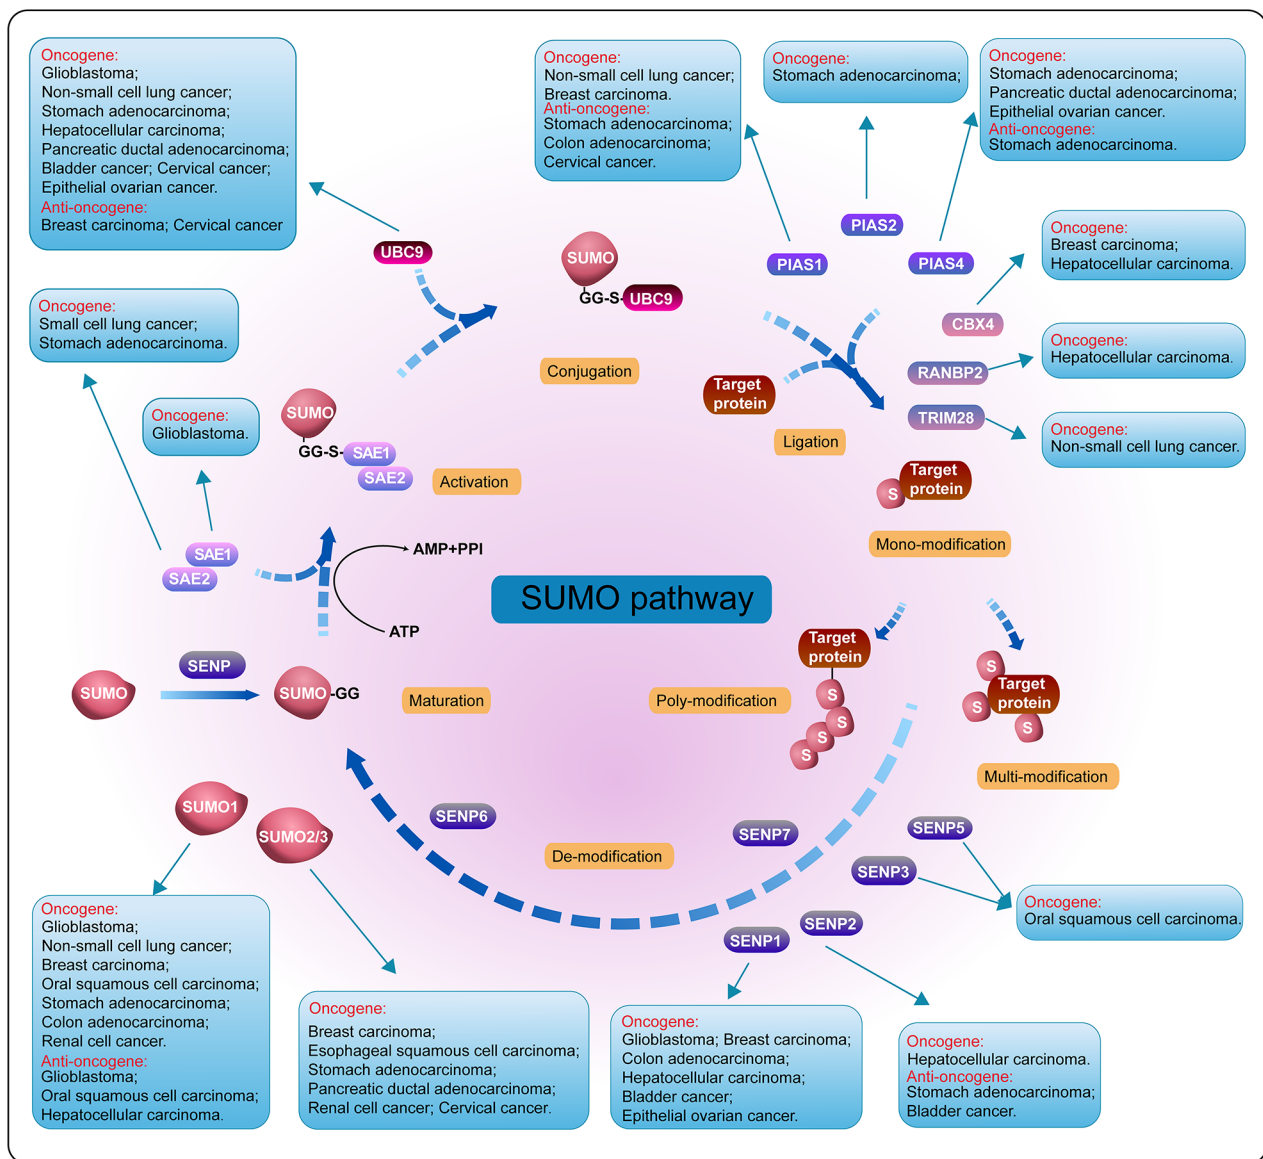 Oncogene:
Glioblastoma;
Non-small cell lung cancer;
Stomach adenocarcinoma;
Hepatocellular carcinoma;
Pancreatic ductal adenocarcinoma;
Bladder cancer; Cervical cancer;
Epithelial ovarian cancer.
Anti-oncogene:
Breast carcinoma; Cervical cancer
Oncogene:
Non-small cell lung cancer;
Breast carcinoma.
Anti-oncogene:
Stomach adenocarcinoma;
Colon adenocarcinoma;
Cervical cancer.
Oncogene:
Stomach adenocarcinoma;
Oncogene:
Stomach adenocarcinoma;
Pancreatic ductal adenocarcinoma;
Epithelial ovarian cancer.
Anti-oncogene:
Stomach adenocarcinoma.
UBC9
SUMO
GG-S-UBC9
PIAS1
PIAS2
PIAS4
Oncogene:
Breast carcinoma;
Hepatocellular carcinoma.
CBX4
Oncogene:
Small cell lung cancer;
Stomach adenocarcinoma.
Conjugation
RANBP2
Oncogene:
Hepatocellular carcinoma.
Target
protein
TRIM28
Oncogene:
Non-small cell lung cancer.
Oncogene:
Glioblastoma.
SUMO
GG-S-SAE1
SAE2
Activation
Ligation
Target
protein
S
Mono-modification
SAE1
SAE2
AMP+PPI
ATP
SUMO pathway
SENP
SUMO
SUMO-GG
Maturation
Poly-modification
Target
protein
S
S
S
S
Target
protein
S
S
S
Multi-modification
SUMO1
SUMO2/3
SENP6
De-modification
SENP7
SENP5
SENP3
SENP2
SENP1
Oncogene:
Oral squamous cell carcinoma.
Oncogene:
Glioblastoma;
Non-small cell lung cancer;
Breast carcinoma;
Oral squamous cell carcinoma;
Stomach adenocarcinoma;
Colon adenocarcinoma;
Renal cell cancer.
Anti-oncogene:
Glioblastoma;
Oral squamous cell carcinoma;
Hepatocellular carcinoma.
Oncogene:
Breast carcinoma;
Esophageal squamous cell carcinoma;
Stomach adenocarcinoma;
Pancreatic ductal adenocarcinoma;
Renal cell cancer; Cervical cancer.
Oncogene:
Glioblastoma; Breast carcinoma;
Colon adenocarcinoma;
Hepatocellular carcinoma;
Bladder cancer;
Epithelial ovarian cancer.
Oncogene:
Hepatocellular carcinoma.
Anti-oncogene:
Stomach adenocarcinoma;
Bladder cancer.